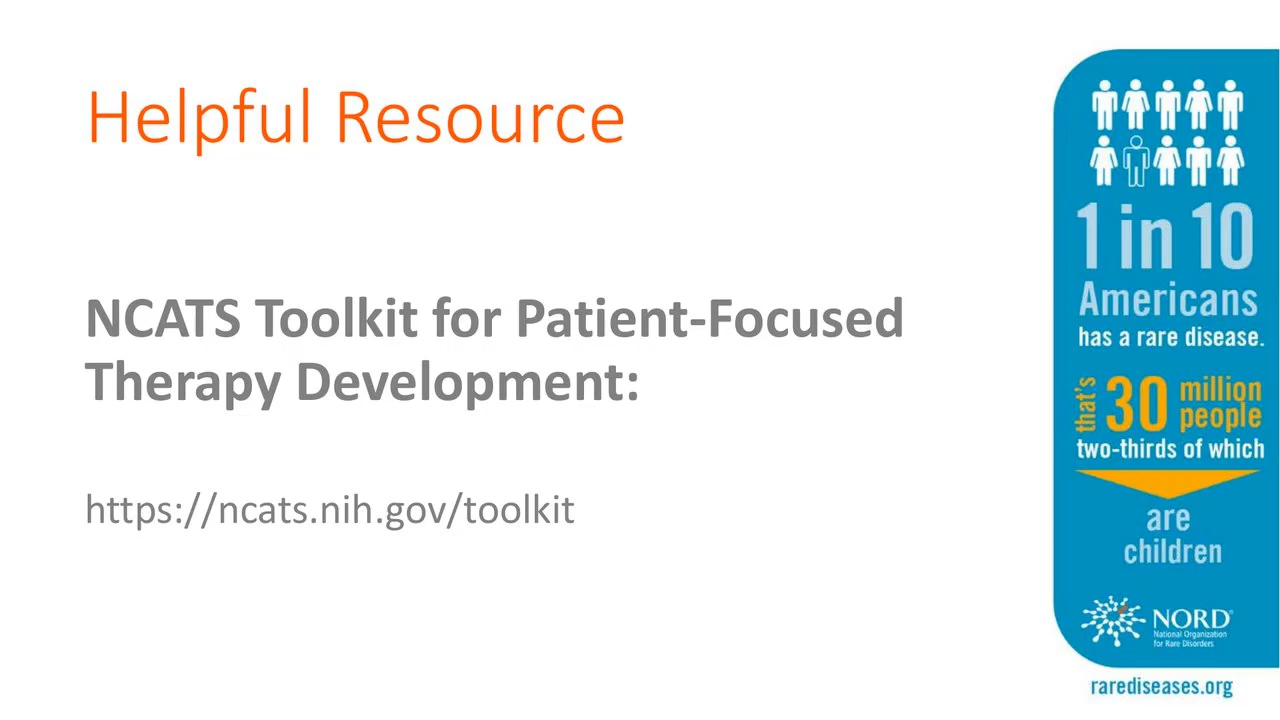 Helpful Resource
NCATS Toolkit for Patient-Focused
Therapy Development:
https://ncats.nih.gov/toolkit
1 in 10
Americans
has a rare disease.
that's 30 million
people
two-thirds of which
are
children
NORD®
National Organization
for Rare Disorders
rarediseases.org